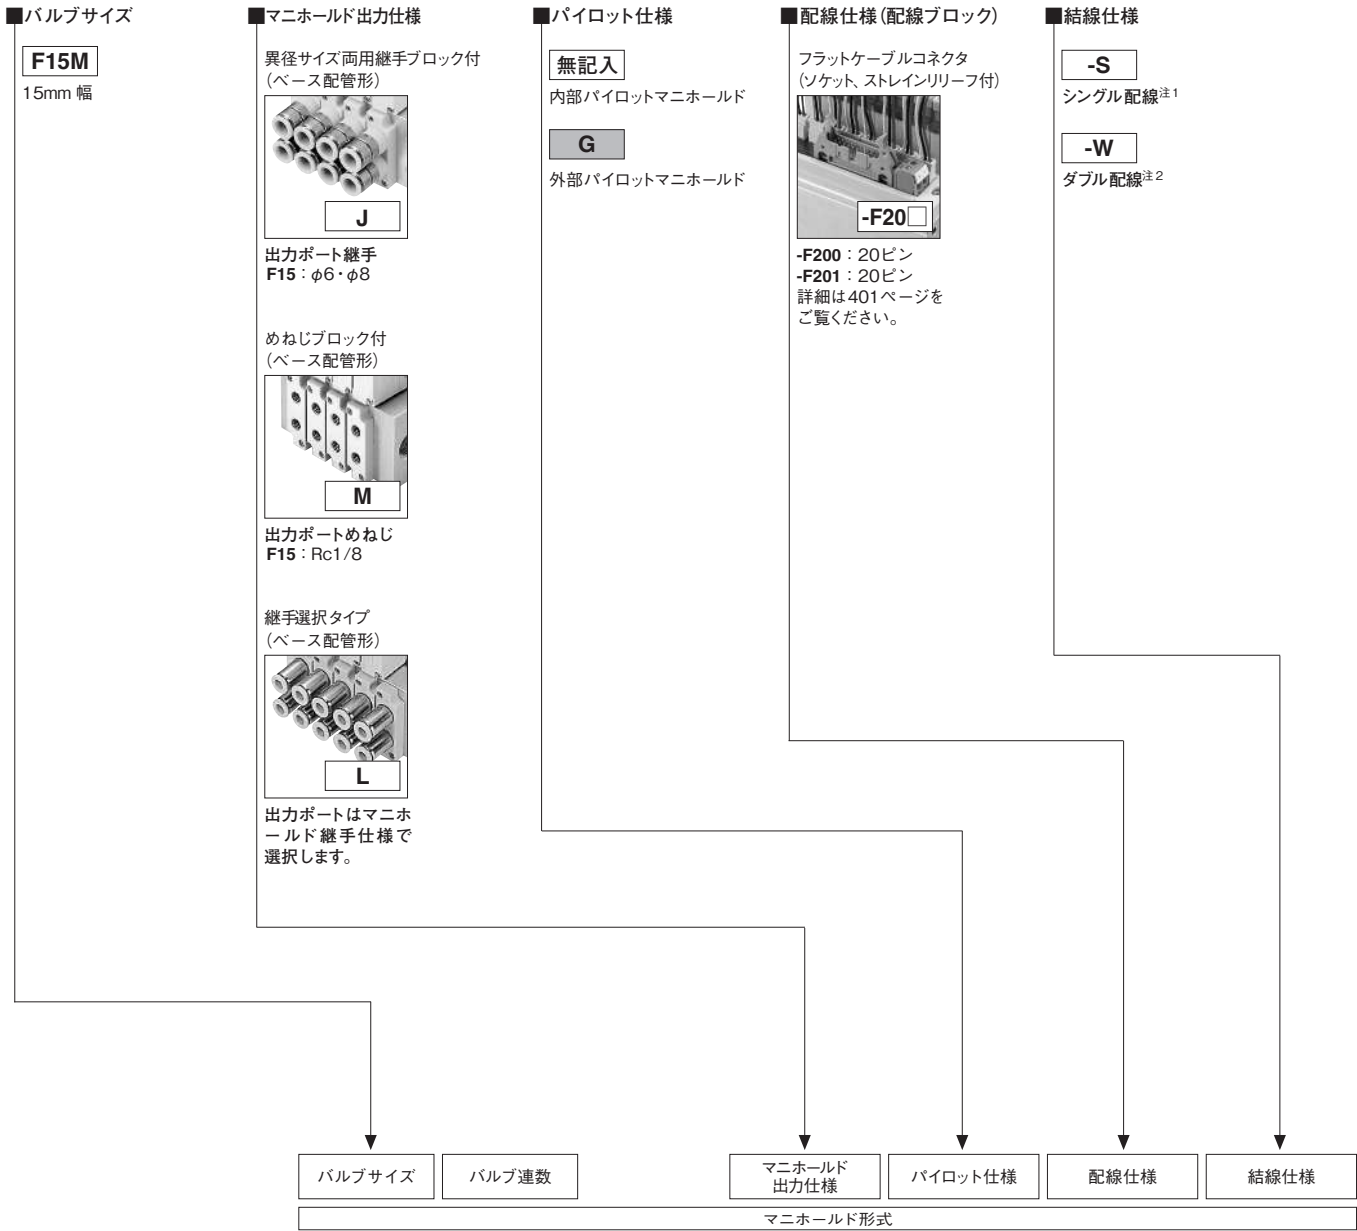 ■バルブサイズ
F15M
15mm 幅
■マニホールド出力仕様
異径サイズ両用継手ブロック付
（ベース配管形）
J
出力ポート継手
F15：φ6・φ8
めねじブロック付
（ベース配管形）
M
出力ポートめねじ
F15：Rc1/8
継手選択タイプ
（ベース配管形）
L
出力ポートはマニホ
ールド継手仕様で
選択します。
■パイロット仕様
無記入
内部パイロットマニホールド
G
外部パイロットマニホールド
■配線仕様（配線ブロック）
フラットケーブルコネクタ
（ソケット、ストレインリリーフ付）
-F20□
-F200：20ピン
-F201：20ピン
詳細は401ページを
ご覧ください。
■結線仕様
-S
シングル配線注1
-W
ダブル配線注2
バルブサイズ
バルブ連数
マニホールド
出力仕様
パイロット仕様
配線仕様
結線仕様
マニホールド形式